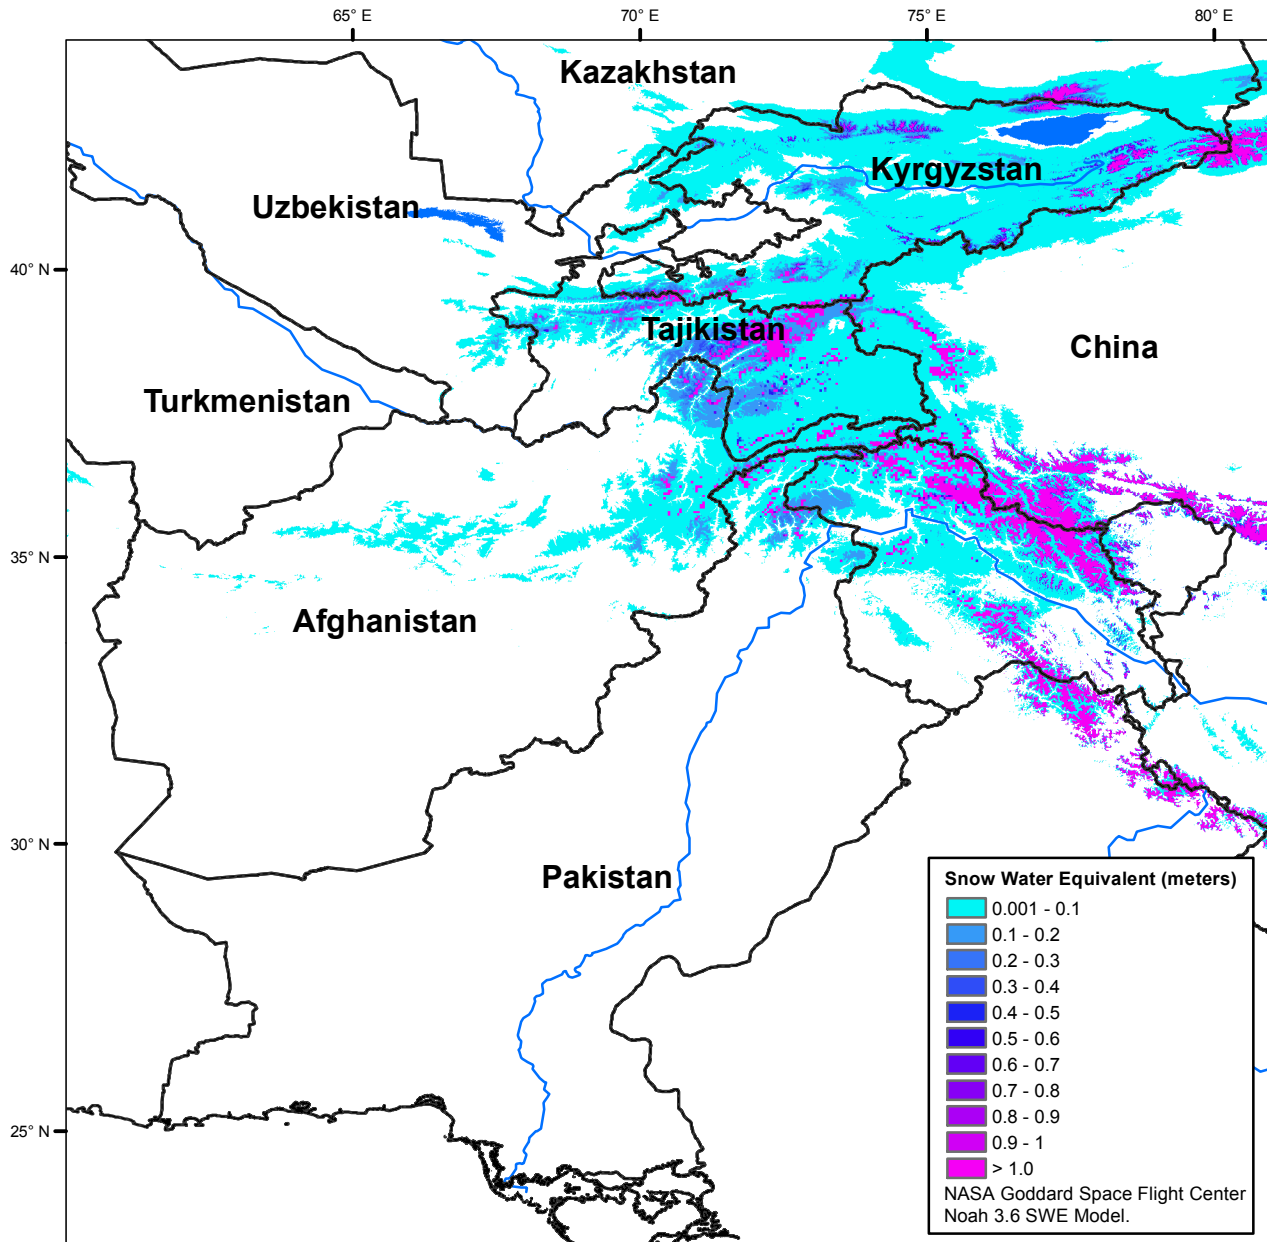 65° E
70° E
75° E
80° E
Kazakhstan
Kyrgyzstan
Uzbekistan
40° N
Tajikistan
China
Turkmenistan
35° N
Afghanistan
30° N
Pakistan
25° N
Snow Water Equivalent (meters)
0.001 - 0.1
0.1 - 0.2
0.2 - 0.3
0.3 - 0.4
0.4 - 0.5
0.5 - 0.6
0.6 - 0.7
0.7 - 0.8
0.8 - 0.9
0.9 - 1
> 1.0
NASA Goddard Space Flight Center
Noah 3.6 SWE Model.